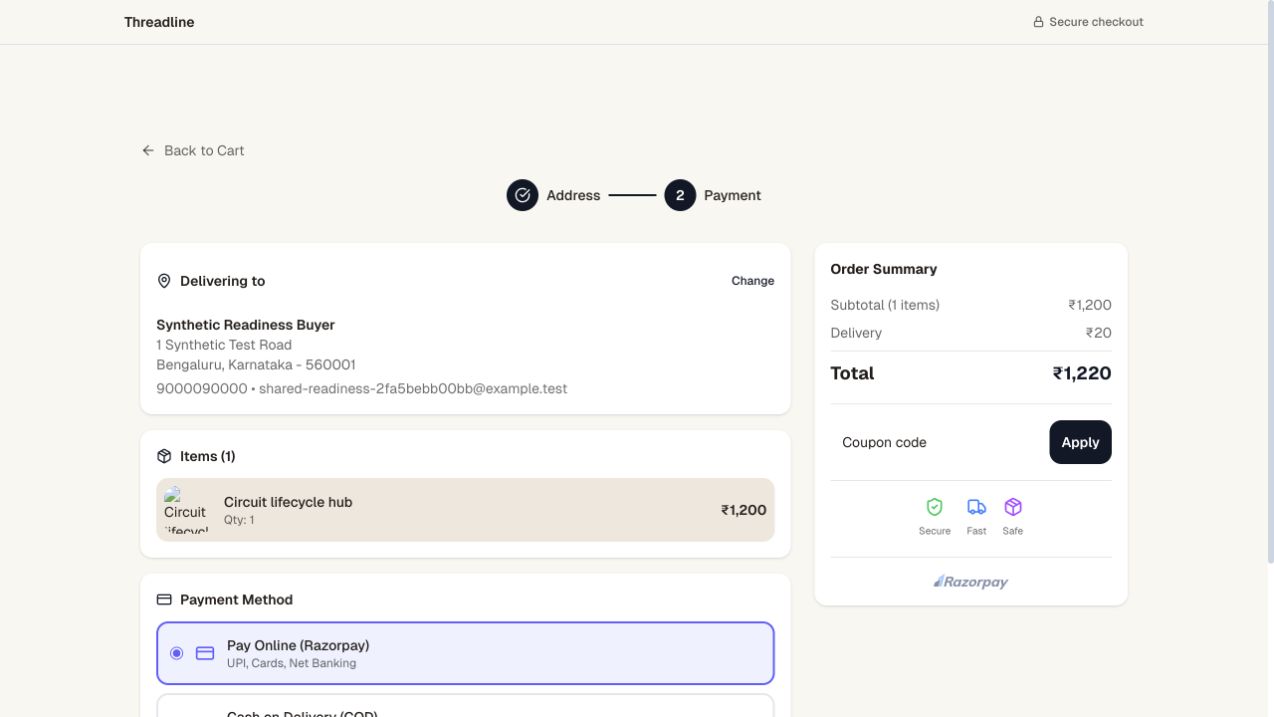 Threadline
Secure checkout
Back to Cart
Address
2
Payment
Delivering to
Change
Synthetic Readiness Buyer
1 Synthetic Test Road
Bengaluru, Karnataka - 560001
9000090000 • shared-readiness-2fa5bebb00bb@example.test
Items (1)
Circuit
lifecycl
Circuit lifecycle hub
Qty: 1
₹1,200
Payment Method
Pay Online (Razorpay)
UPI, Cards, Net Banking
Cash on Delivery (COD)
Order Summary
Subtotal (1 items)
₹1,200
Delivery
₹20
Total
₹1,220
Coupon code
Apply
Secure
Fast
Safe
Razorpay